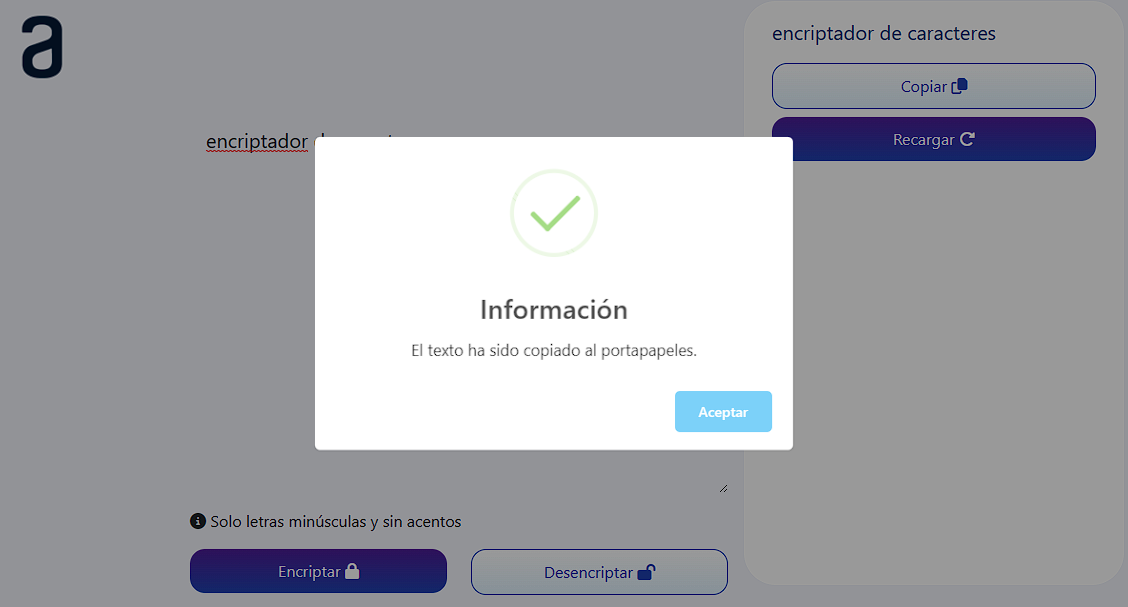 a
encriptador de caracteres
Copiar
Recargar
encriptador
Información
El texto ha sido copiado al portapapeles.
Aceptar
Solo letras minúsculas y sin acentos
Encriptar
Desencriptar